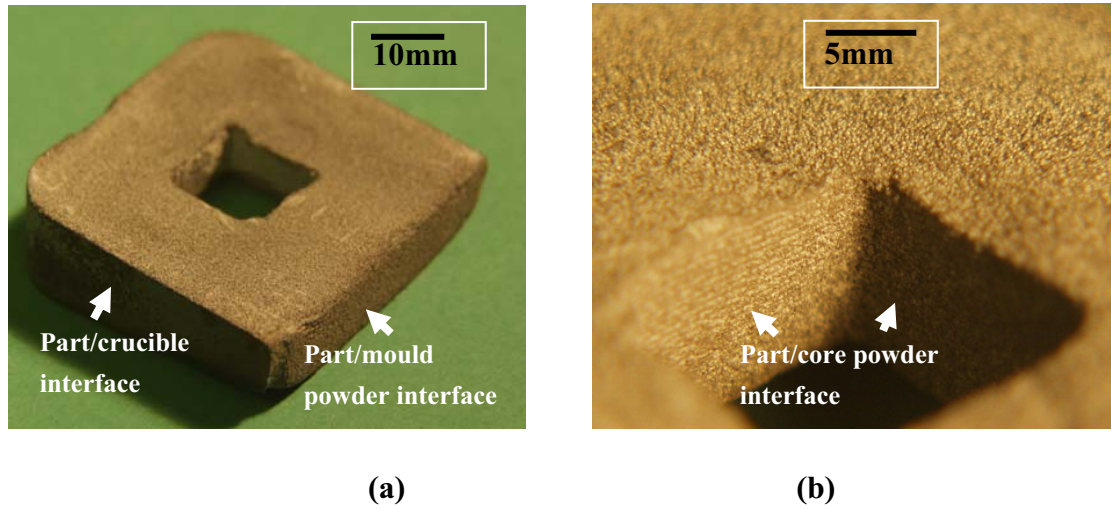 10mm
Part/crucible
interface
Part/mould
powder interface
5mm
Part/core powder
interface
(a)
(b)